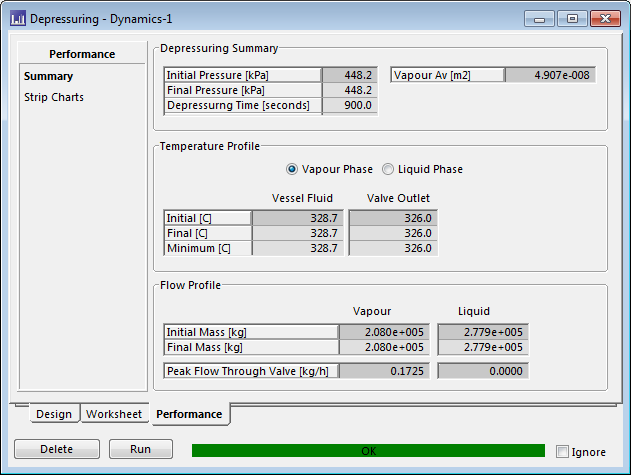 Depressuring - Dynamics-1
Performance
Summary
Strip Charts
Depressuring Summary
Initial Pressure [kPa] 448.2
Final Pressure [kPa] 448.2
Depressurng Time [seconds] 900.0
Vapour Av [m2] 4.907e-008
Temperature Profile
Vapour Phase Liquid Phase
Vessel Fluid Valve Outlet
Initial [C] 328.7 326.0
Final [C] 328.7 326.0
Minimum [C] 328.7 326.0
Flow Profile
Vapour Liquid
Initial Mass [kg] 2.080e+005 2.779e+005
Final Mass [kg] 2.080e+005 2.779e+005
Peak Flow Through Valve [kg/h] 0.1725 0.0000
Design Worksheet Performance
Delete Run OK Ignore